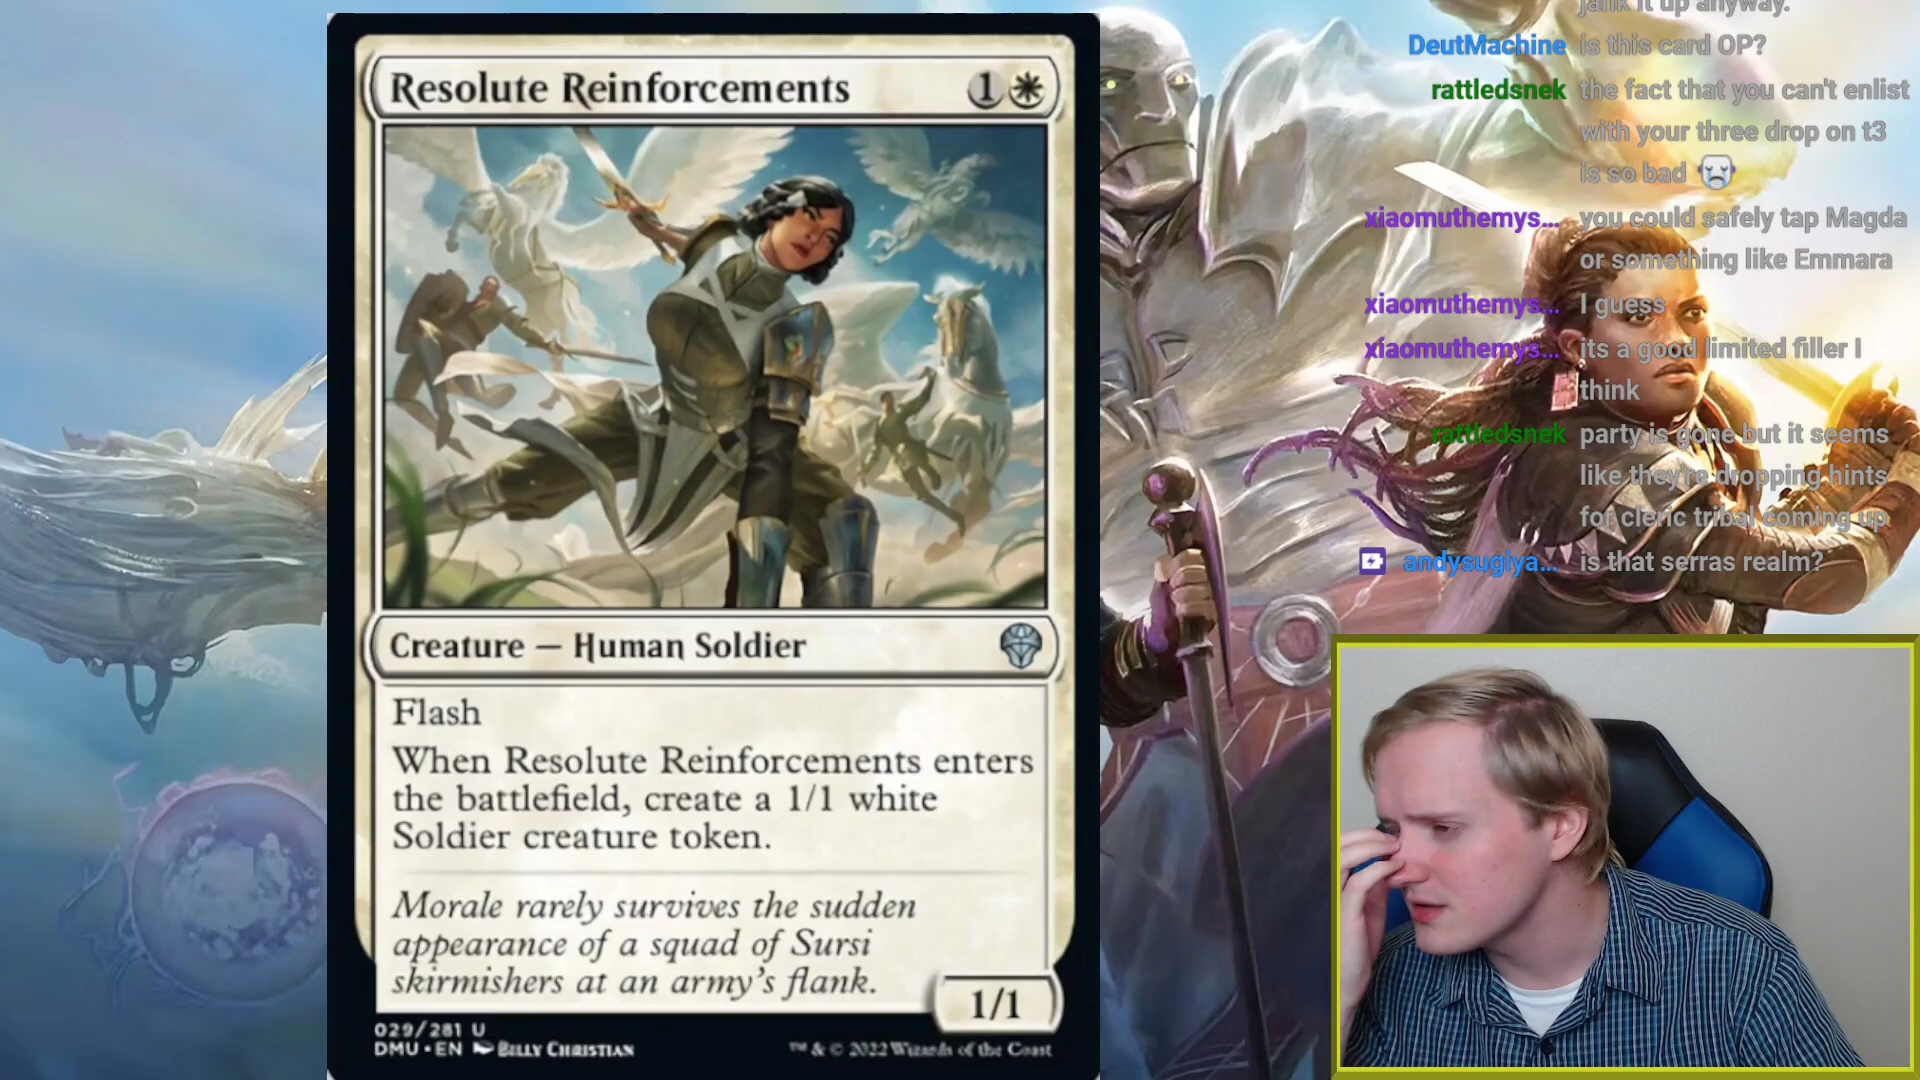 Resolute Reinforcements 1
Creature — Human Soldier
Flash
When Resolute Reinforcements enters
the battlefield, create a 1/1 white
Soldier creature token.
Morale rarely survives the sudden
appearance of a squad of Sursi
skirmishers at an army's flank.
1/1
029/281 U
DMU • EN Billy Christian
™ & © 2022 Wizards of the Coast
jank it up anyway.
DeutMachine is this card OP?
rattledsnek the fact that you can't enlist
with your three drop on t3
is so bad
xiaomuthemys... you could safely tap Magda
or something like Emmara
xiaomuthemys... I guess
xiaomuthemys... its a good limited filler I
think
rattledsnek party is gone but it seems
like they're dropping hints
for cleric tribal coming up
andysugiya... is that serras realm?